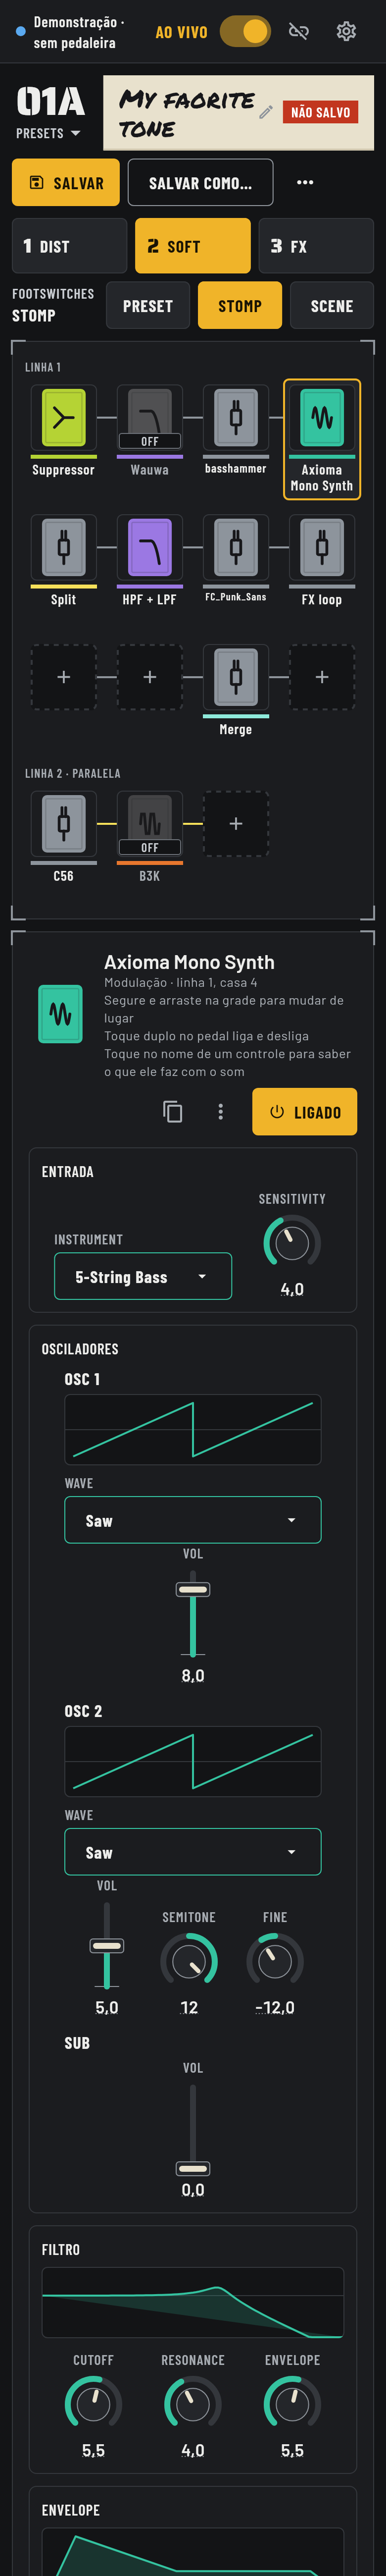 Demonstração ·
sem pedaleira
AO VIVO
01A
PRESETS
My faorite
tone
NÃO SALVO
SALVAR
SALVAR COMO...
1 DIST
2 SOFT
3 FX
FOOTSWITCHES
STOMP
PRESET
STOMP
SCENE
LINHA 1
OFF
Suppressor
Wauwa
basshammer
Axioma
Mono Synth
Split
HPF + LPF
FC_Punk_Sans
FX loop
+
+
+
Merge
LINHA 2 · PARALELA
OFF
+
C56
B3K
Axioma Mono Synth
Modulação · linha 1, casa 4
Segure e arraste na grade para mudar de
lugar
Toque duplo no pedal liga e desliga
Toque no nome de um controle para saber
o que ele faz com o som
LIGADO
ENTRADA
SENSITIVITY
INSTRUMENT
5-String Bass
4,0
OSCILADORES
OSC 1
WAVE
Saw
VOL
8,0
OSC 2
WAVE
Saw
VOL
SEMITONE
FINE
5,0
12
-12,0
SUB
VOL
0,0
FILTRO
CUTOFF
RESONANCE
ENVELOPE
5,5
4,0
5,5
ENVELOPE